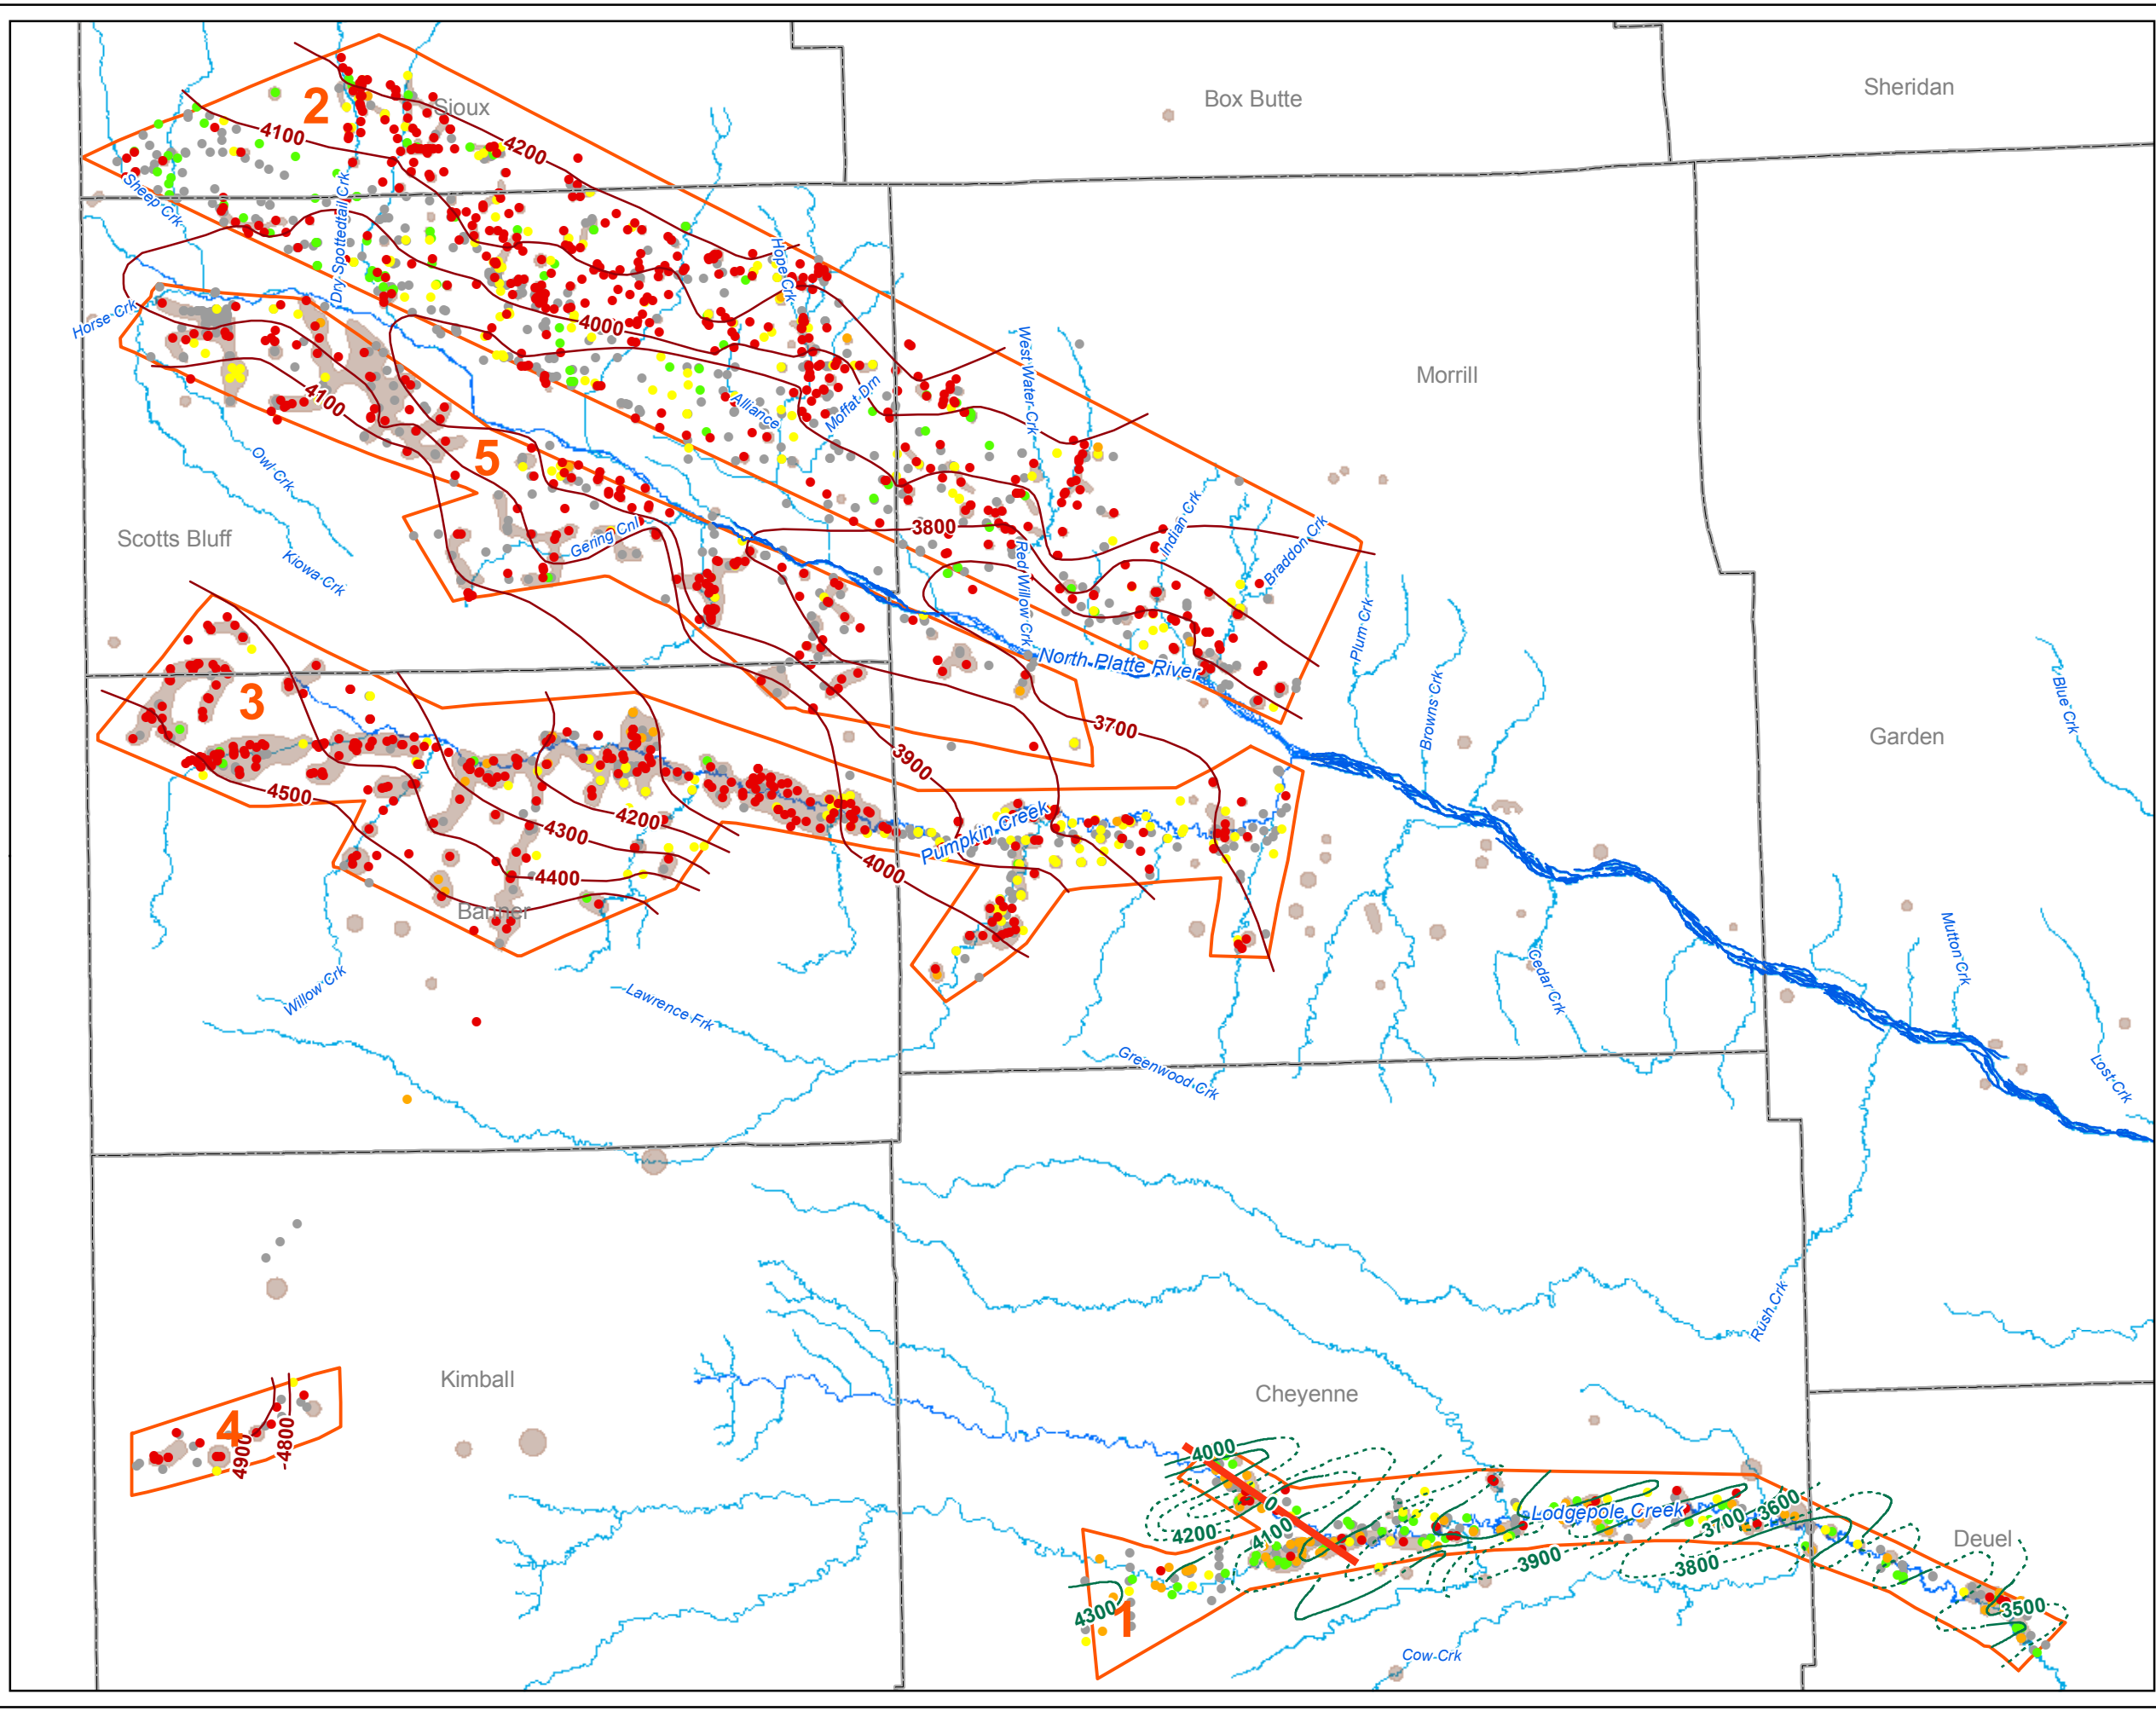 Sheridan
Box Butte
2
Sioux
4100
4200
Sheep Crk
Dry Spottedtail Crk
Hope Crk
Horse Crk
4000
West Water Crk
Morrill
4100
Alliance
Moffat Drn
5
Owl Crk
Scotts Bluff
3800
Indian Crk
Gering Cnl
Braddon Crk
Kiowa Crk
Red Willow Crk
Plum Crk
North Platte River
3
Browns Crk
Blue Crk
3700
Garden
3900
4500
4200
Pumpkin Creek
4300
4000
4400
Banner
Mutton Crk
Willow Crk
Cedar Crk
Lawrence Frk
Greenwood Crk
Lost Crk
Rush Crk
Kimball
Cheyenne
4
4900
4800
4000
0
4200
4100
Lodgepole Creek
3600
3700
3900
3800
Deuel
4300
1
3500
Cow Crk